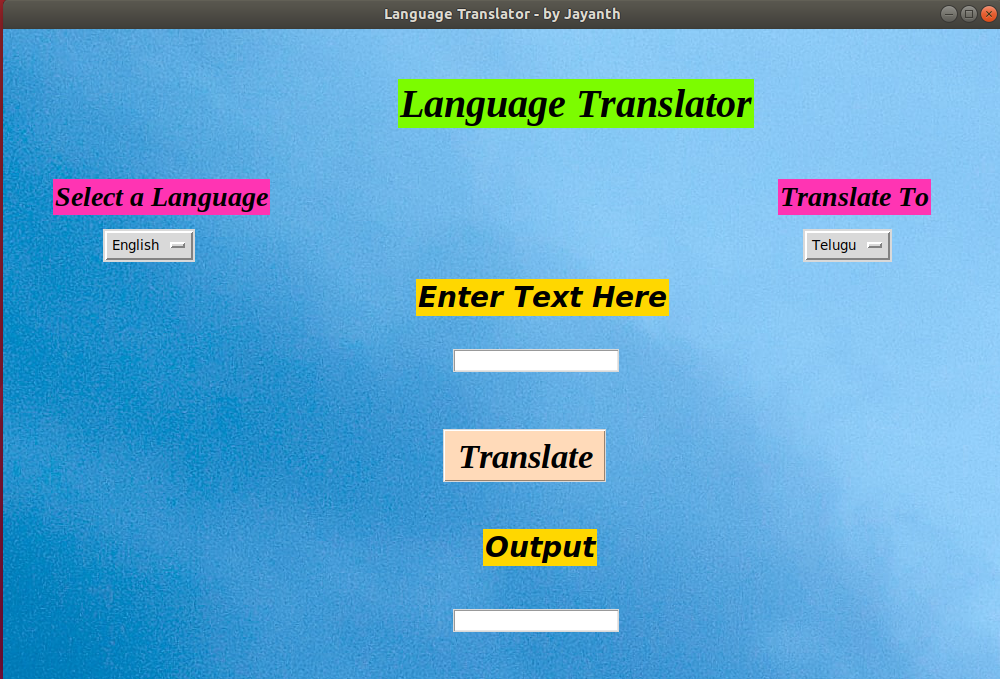 Language Translator - by Jayanth
Language Translator
Select a Language
Translate To
English
Telugu
Enter Text Here
Translate
Output